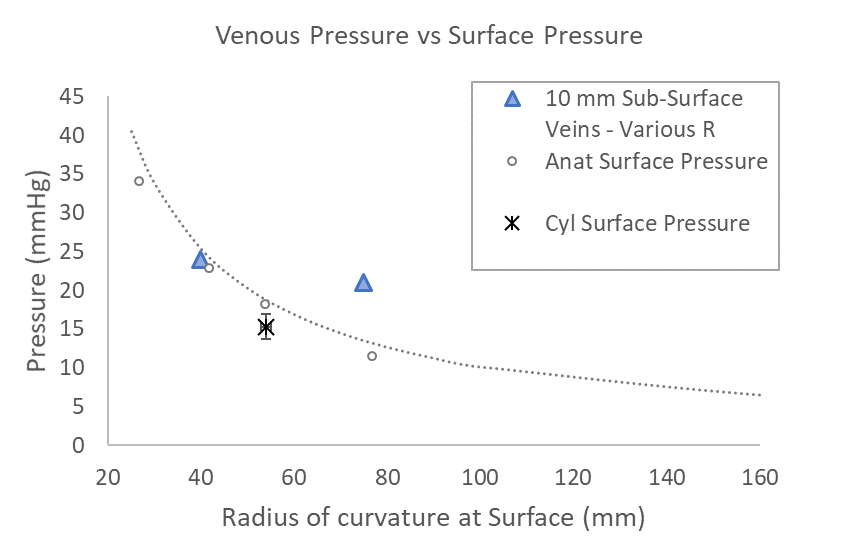 Venous Pressure vs Surface Pressure
45
40
35
30
25
20
15
10
5
0
Pressure (mmHg)
10 mm Sub-Surface
Veins - Various R
Anat Surface Pressure
Cyl Surface Pressure
20 40 60 80 100 120 140 160
Radius of curvature at Surface (mm)